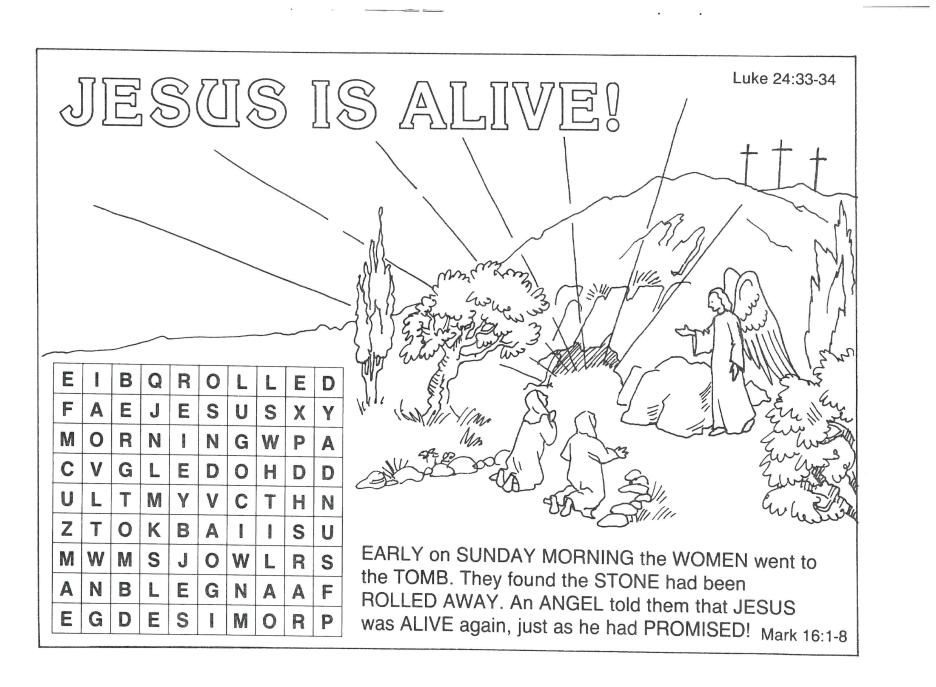 Luke 24:33-34
JESUS IS ALIVE!
E I B Q R O L L E D
F A E J E S U S X Y
M O R N I N G W P A
C V G L E D O H D D
U L T M Y V C T H N
Z T O K B A I I S U
M W M S J O W L R S
A N B L E G N A A F
E G D E S I M O R P
EARLY on SUNDAY MORNING the WOMEN went to
the TOMB. They found the STONE had been
ROLLED AWAY. An ANGEL told them that JESUS
was ALIVE again, just as he had PROMISED! Mark 16:1-8